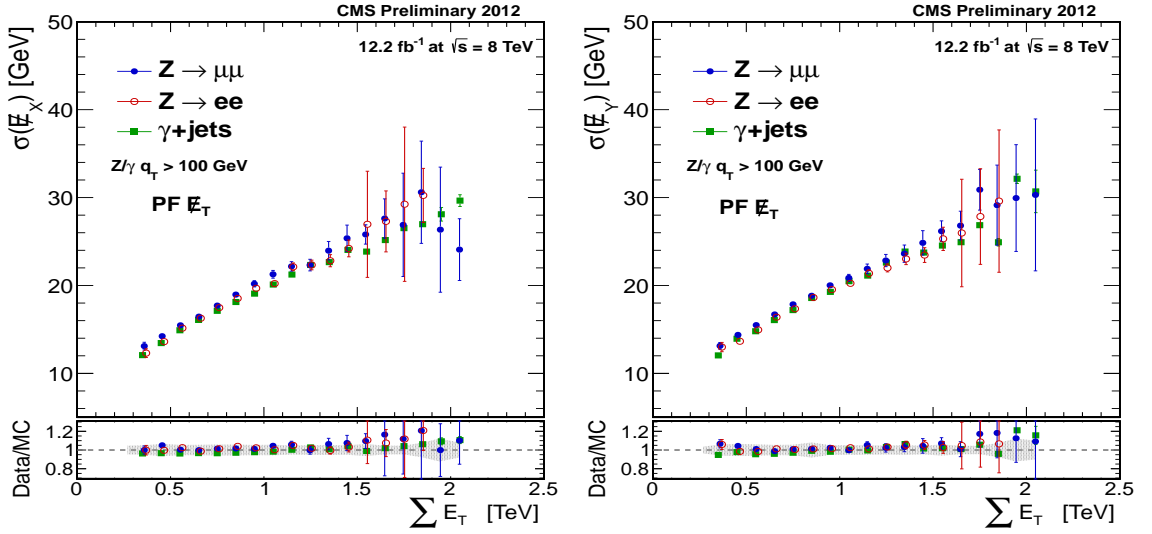 CMS Preliminary 2012
12.2 fb⁻¹ at √s = 8 TeV
Z → μμ
Z → ee
γ+jets
Z/γ q_T > 100 GeV
PF E̸_T
σ(E̸_X) [GeV]
50
40
30
20
10
Data/MC
1.2
1
0.8
0 0.5 1 1.5 2 2.5
∑ E_T [TeV]
CMS Preliminary 2012
12.2 fb⁻¹ at √s = 8 TeV
Z → μμ
Z → ee
γ+jets
Z/γ q_T > 100 GeV
PF E̸_T
σ(E̸_Y) [GeV]
50
40
30
20
10
Data/MC
1.2
1
0.8
0 0.5 1 1.5 2 2.5
∑ E_T [TeV]